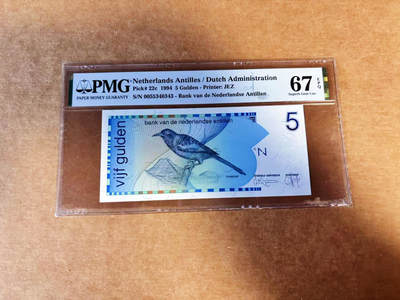 PMG
PAPER MONEY GUARANTY
Netherlands Antilles / Dutch Administration
Pick# 22c 1994 5 Gulden - Printer: JEZ
S/N 0055346343 - Bank van de Nederlandse Antillen
67 EPQ
Superb Gem Unc
bank van de nederlandse antillen
5
vijf gulden